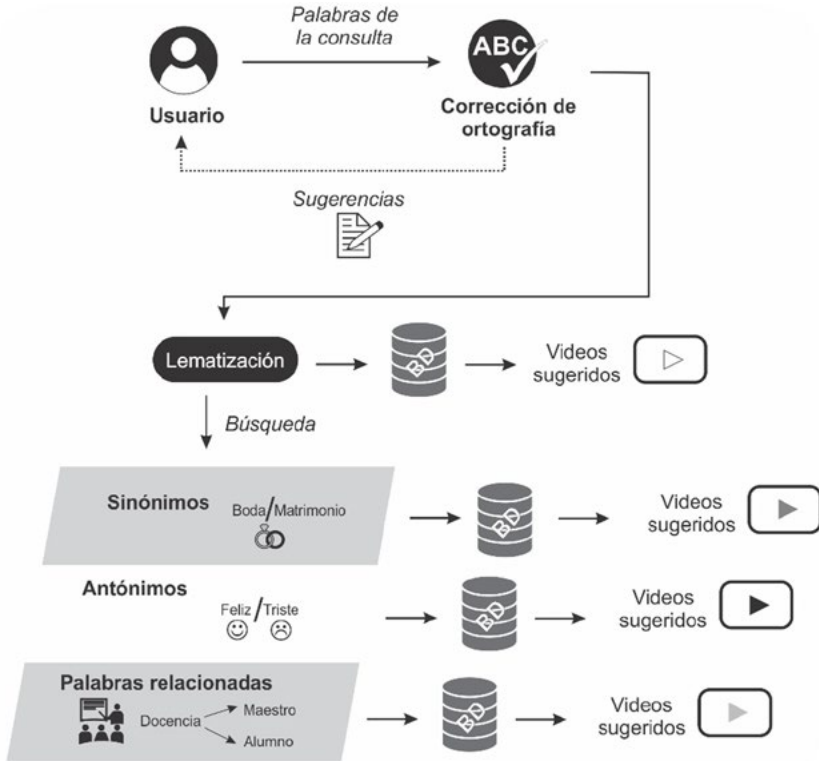 Palabras de
la consulta
ABC
Usuario
Corrección de
ortografía
Sugerencias
Lematización
BD
Videos
sugeridos
Búsqueda
Sinónimos
Boda/Matrimonio
BD
Videos
sugeridos
Antónimos
Feliz/Triste
BD
Videos
sugeridos
Palabras relacionadas
Docencia
Maestro
Alumno
BD
Videos
sugeridos